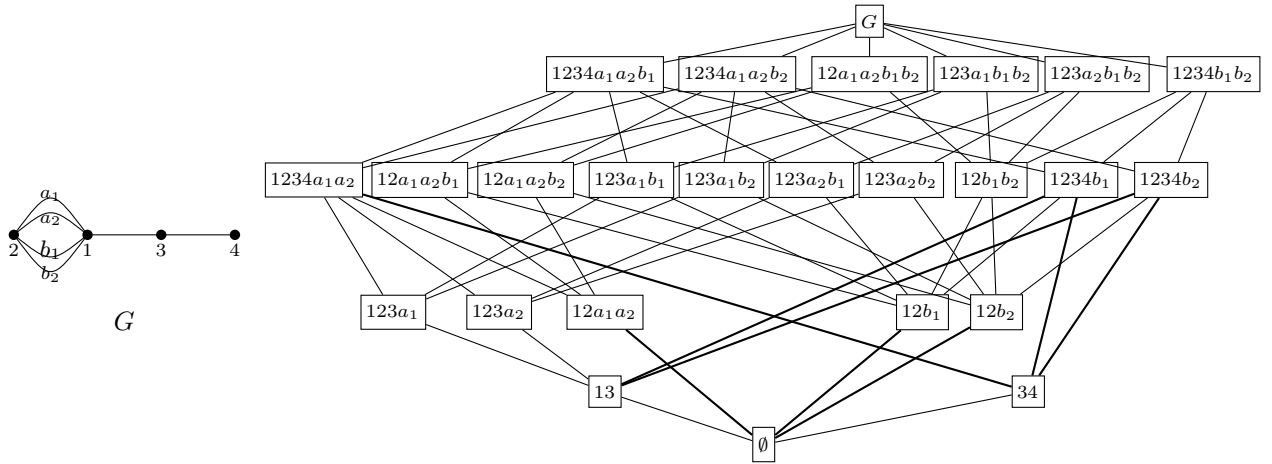 G
1234a₁a₂b₁ 1234a₁a₂b₂ 12a₁a₂b₁b₂ 123a₁b₁b₂ 123a₂b₁b₂ 1234b₁b₂
1234a₁a₂ 12a₁a₂b₁ 12a₁a₂b₂ 123a₁b₁ 123a₁b₂ 123a₂b₁ 123a₂b₂ 12b₁b₂ 1234b₁ 1234b₂
a₁
a₂
b₁
b₂
2 1 3 4
G
123a₁ 123a₂ 12a₁a₂ 12b₁ 12b₂
13 34
∅